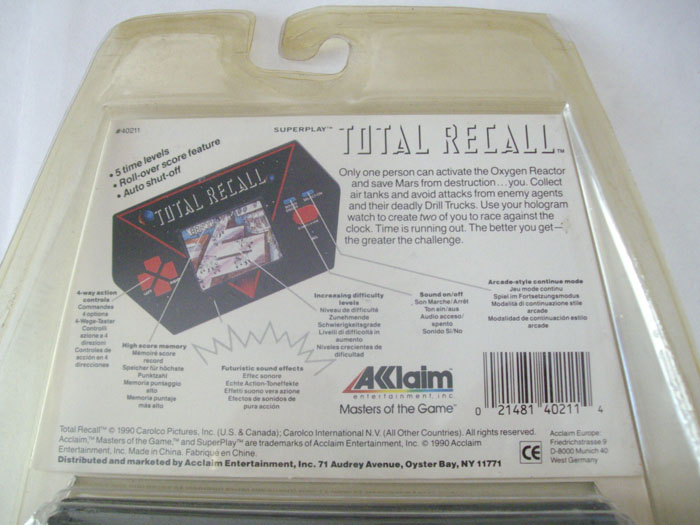 #40211
SUPERPLAY™ TOTAL RECALL™
• 5 time levels
• Roll-over score feature
• Auto shut-off
Only one person can activate the Oxygen Reactor
and save Mars from destruction...you. Collect
air tanks and avoid attacks from enemy agents
and their deadly Drill Trucks. Use your hologram
watch to create two of you to race against the
clock. Time is running out. The better you get—
the greater the challenge.
TOTAL RECALL
4-way action
controls
Commandes
4 options
4-Wege-Taster
Controlli
azione a 4
direzioni
Controles de
acción en 4
direcciones
High score memory
Mémoire score
record
Speicher für höchste
Punktzahl
Memoria punteggio
alto
Memoria puntaje
más alto
Futuristic sound effects
Effet sonore
Echte Action-Toneffekte
Effetti suono vera azione
Efectos de sonidos de
pura acción
Increasing difficulty
levels
Niveau de difficulté
Zunehmende
Schwierigkeitsgrade
Livelli di difficoltà in
aumento
Niveles crecientes de
dificultad
Sound on/off
Son Marche/Arrêt
Ton ein/aus
Audio acceso/
spento
Sonido Si/No
Arcade-style continue mode
Jeu mode continu
Spiel im Fortsetzungsmodus
Modalità di continuazione stile
arcade
Modalidad de continuación estilo
arcade
AKlaim
entertainment, inc.
Masters of the Game™
0 21481 40211 4
Total Recall™ © 1990 Carolco Pictures, Inc. (U.S. & Canada); Carolco International N.V. (All Other Countries). All rights reserved.
Acclaim,™ Masters of the Game,™ and SuperPlay™ are trademarks of Acclaim Entertainment, Inc. © 1990 Acclaim
Entertainment, Inc. Made in China. Fabriqué en Chine.
Distributed and marketed by Acclaim Entertainment, Inc. 71 Audrey Avenue, Oyster Bay, NY 11771
CE
Acclaim Europe:
Friedrichstrasse 9
D-8000 Munich 40
West Germany